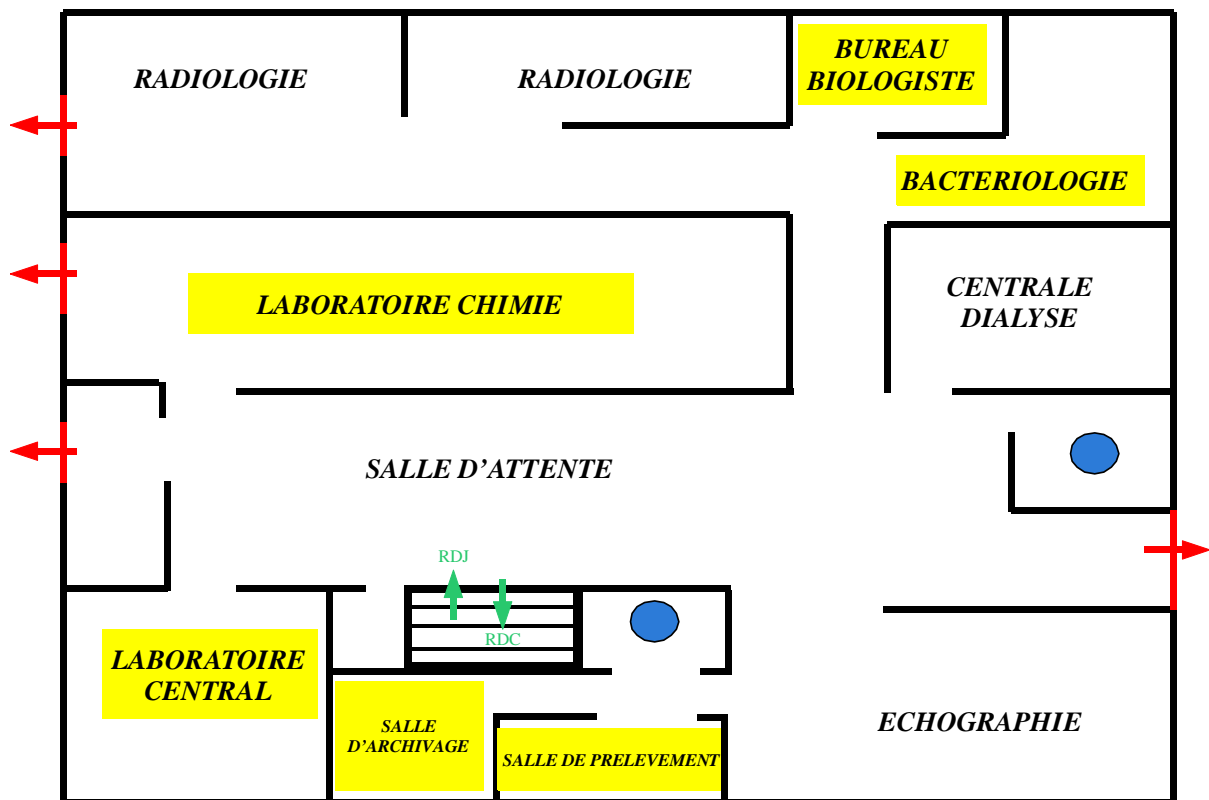 RADIOLOGIE
RADIOLOGIE
BUREAU
BIOLOGISTE
BACTERIOLOGIE
LABORATOIRE CHIMIE
CENTRALE
DIALYSE
SALLE D’ATTENTE
RDJ
RDC
LABORATOIRE
CENTRAL
SALLE
D’ARCHIVAGE
SALLE DE PRELEVEMENT
ECHOGRAPHIE